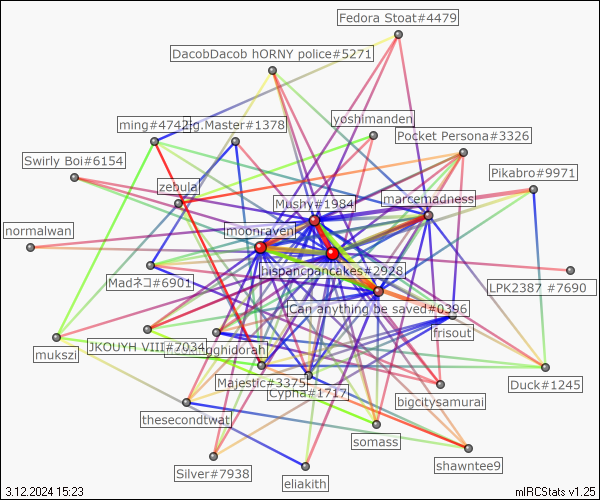 Fedora Stoat#4479
DacobDacob hORNY police#5271
yoshimanden
ming#4742
g.Master#1378
Pocket Persona#3326
Swirly Boi#6154
Pikabro#9971
zebula
marcemadness
Mushy#1984
moonraven
normalwan
hispancpancakes#2928
Madネコ#6901
LPK2387 #7690
Can anything be saved#0396
frisout
JKOUYH VIII#7034
gghidorah
mukszi
Majestic#3375
Duck#1245
Cypha#1717
bigcitysamurai
thesecondtwat
somass
shawntee9
Silver#7938
eliakith
3.12.2024 15:23
mIRCStats v1.25